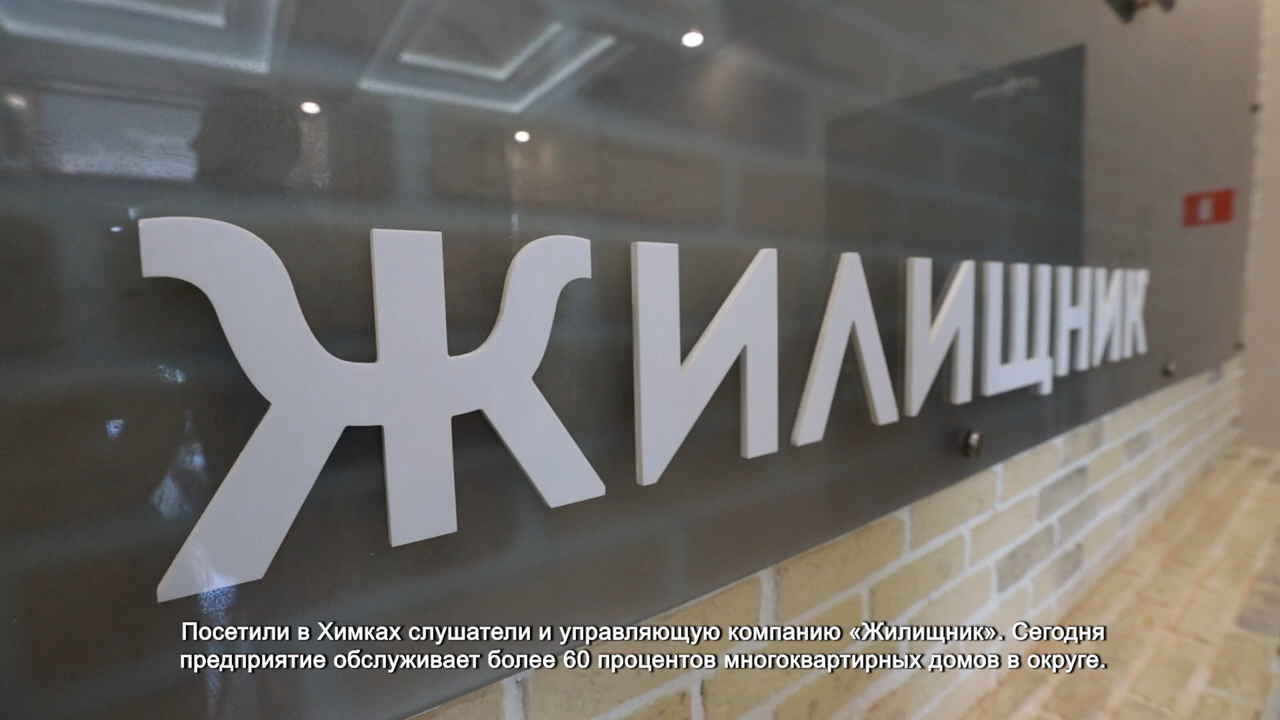 ЖИЛИЩНИК
Посетили в Химках слушатели и управляющую компанию «Жилищник». Сегодня
предприятие обслуживает более 60 процентов многоквартирных домов в округе.